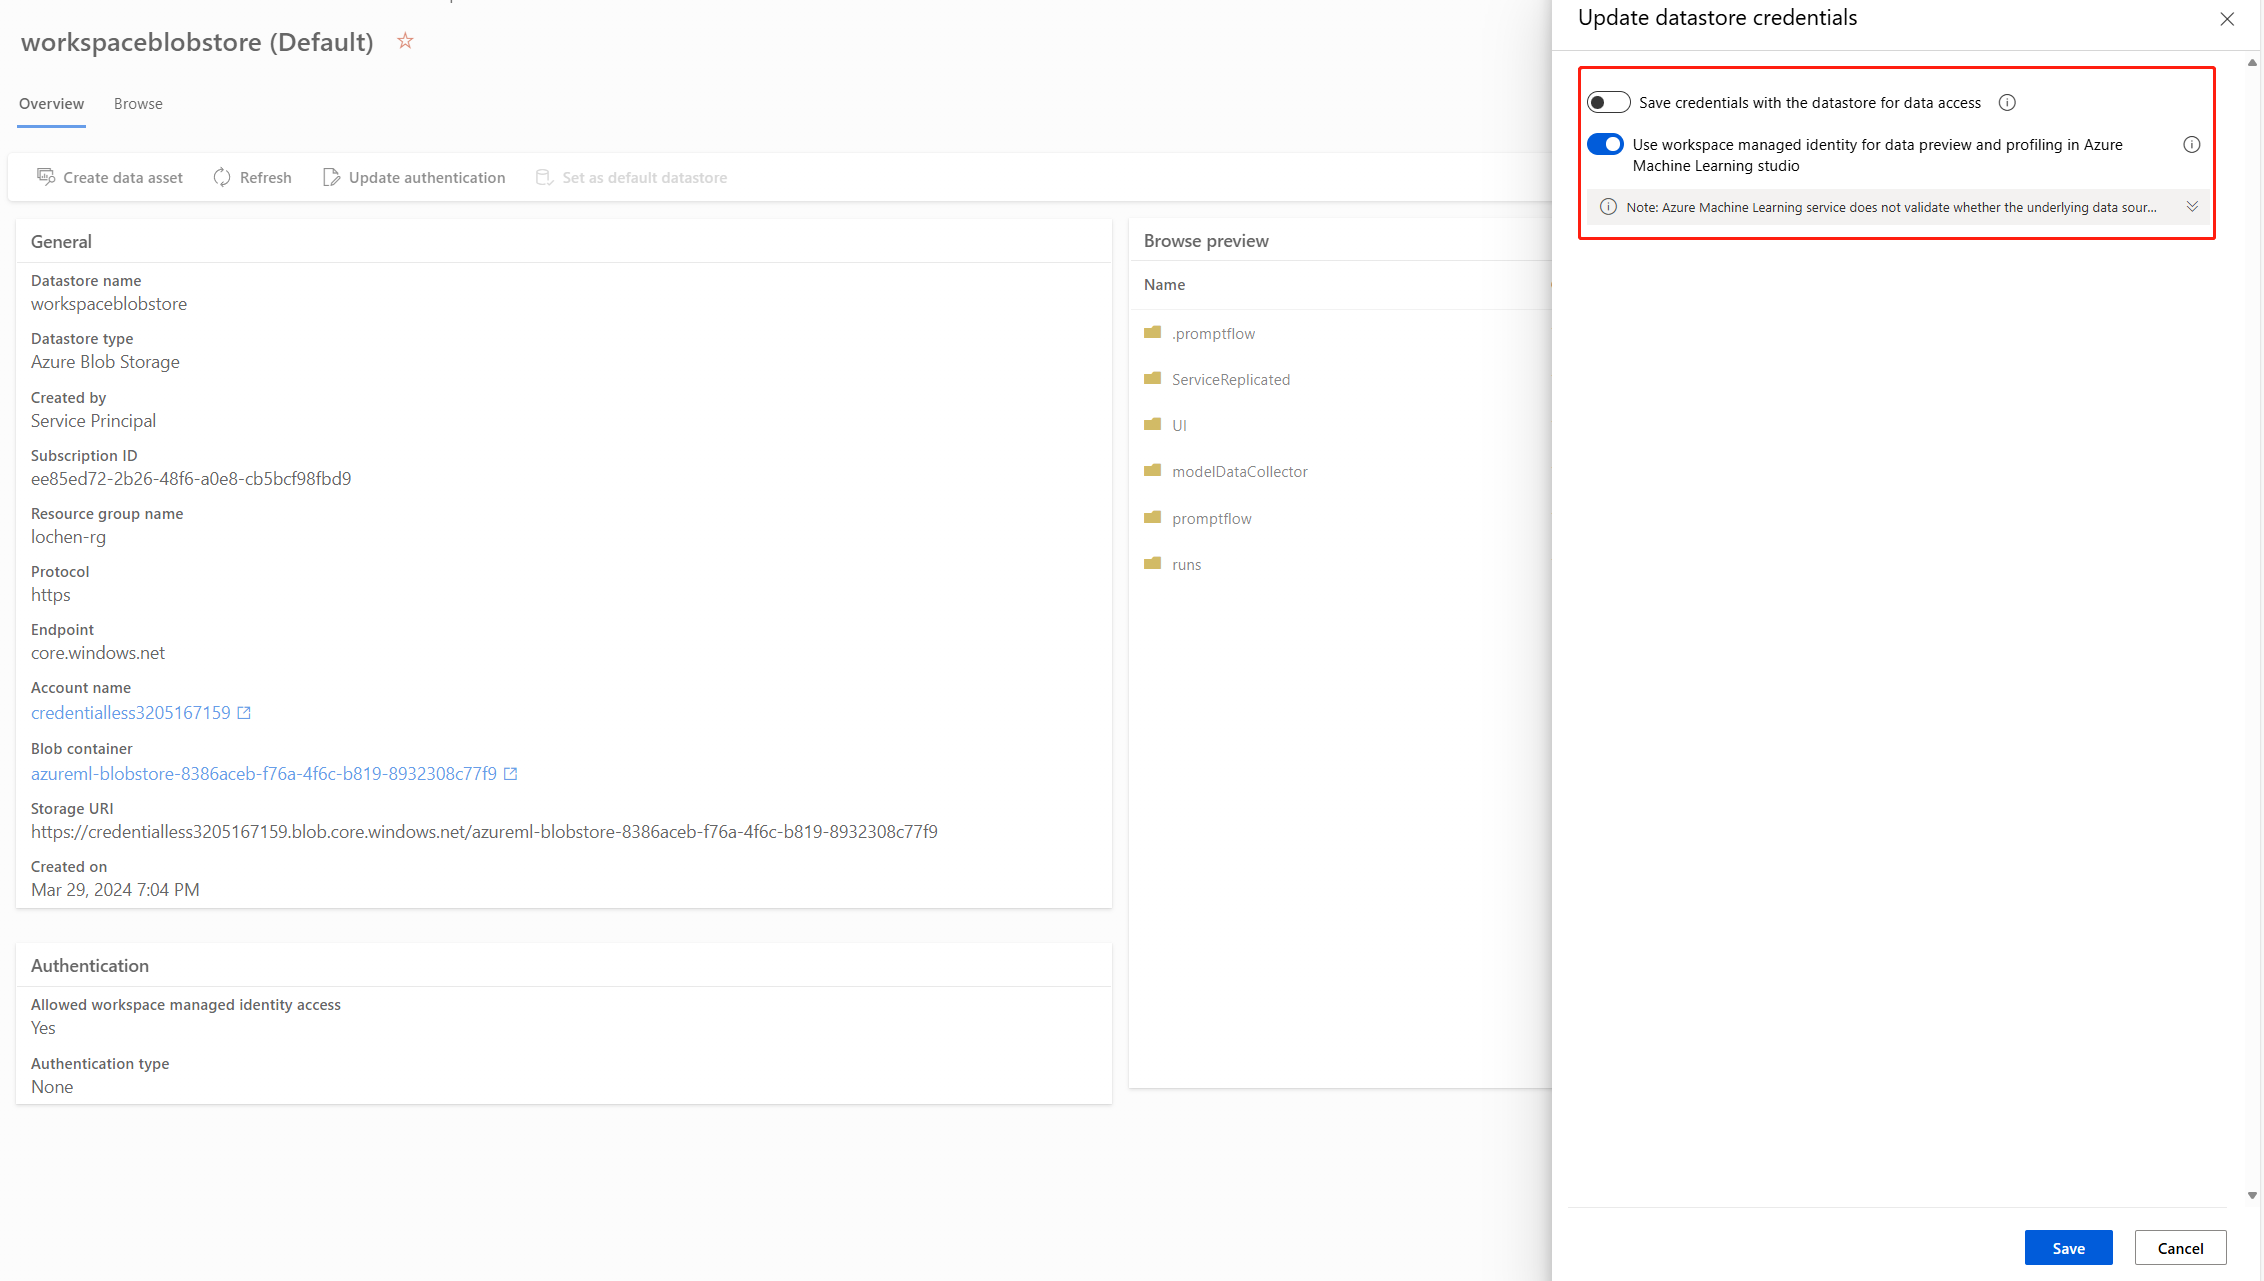 workspaceblobstore (Default)
Overview
Browse
Create data asset
Refresh
Update authentication
Set as default datastore
General
Datastore name
workspaceblobstore
Datastore type
Azure Blob Storage
Created by
Service Principal
Subscription ID
ee85ed72-2b26-48f6-a0e8-cb5bcf98fbd9
Resource group name
lochen-rg
Protocol
https
Endpoint
core.windows.net
Account name
credentialless3205167159
Blob container
azureml-blobstore-8386aceb-f76a-4f6c-b819-8932308c77f9
Storage URI
https://credentialless3205167159.blob.core.windows.net/azureml-blobstore-8386aceb-f76a-4f6c-b819-8932308c77f9
Created on
Mar 29, 2024 7:04 PM
Authentication
Allowed workspace managed identity access
Yes
Authentication type
None
Browse preview
Name
.promptflow
ServiceReplicated
UI
modelDataCollector
promptflow
runs
Update datastore credentials
Save credentials with the datastore for data access
Use workspace managed identity for data preview and profiling in Azure
Machine Learning studio
Note: Azure Machine Learning service does not validate whether the underlying data sour...
Save
Cancel